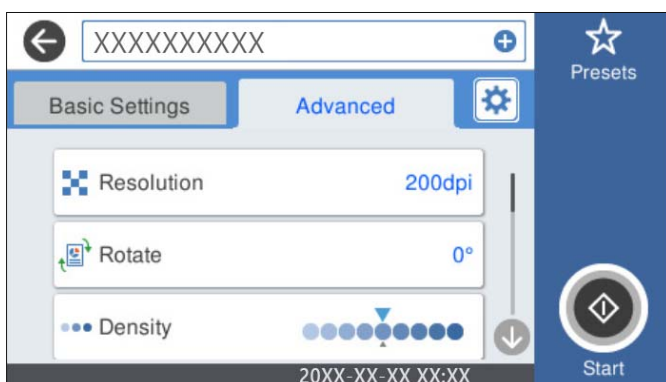 XXXXXXXXXX
Presets
Basic Settings
Advanced
Resolution
200dpi
Rotate
0°
Density
20XX-XX-XX XX:XX
Start